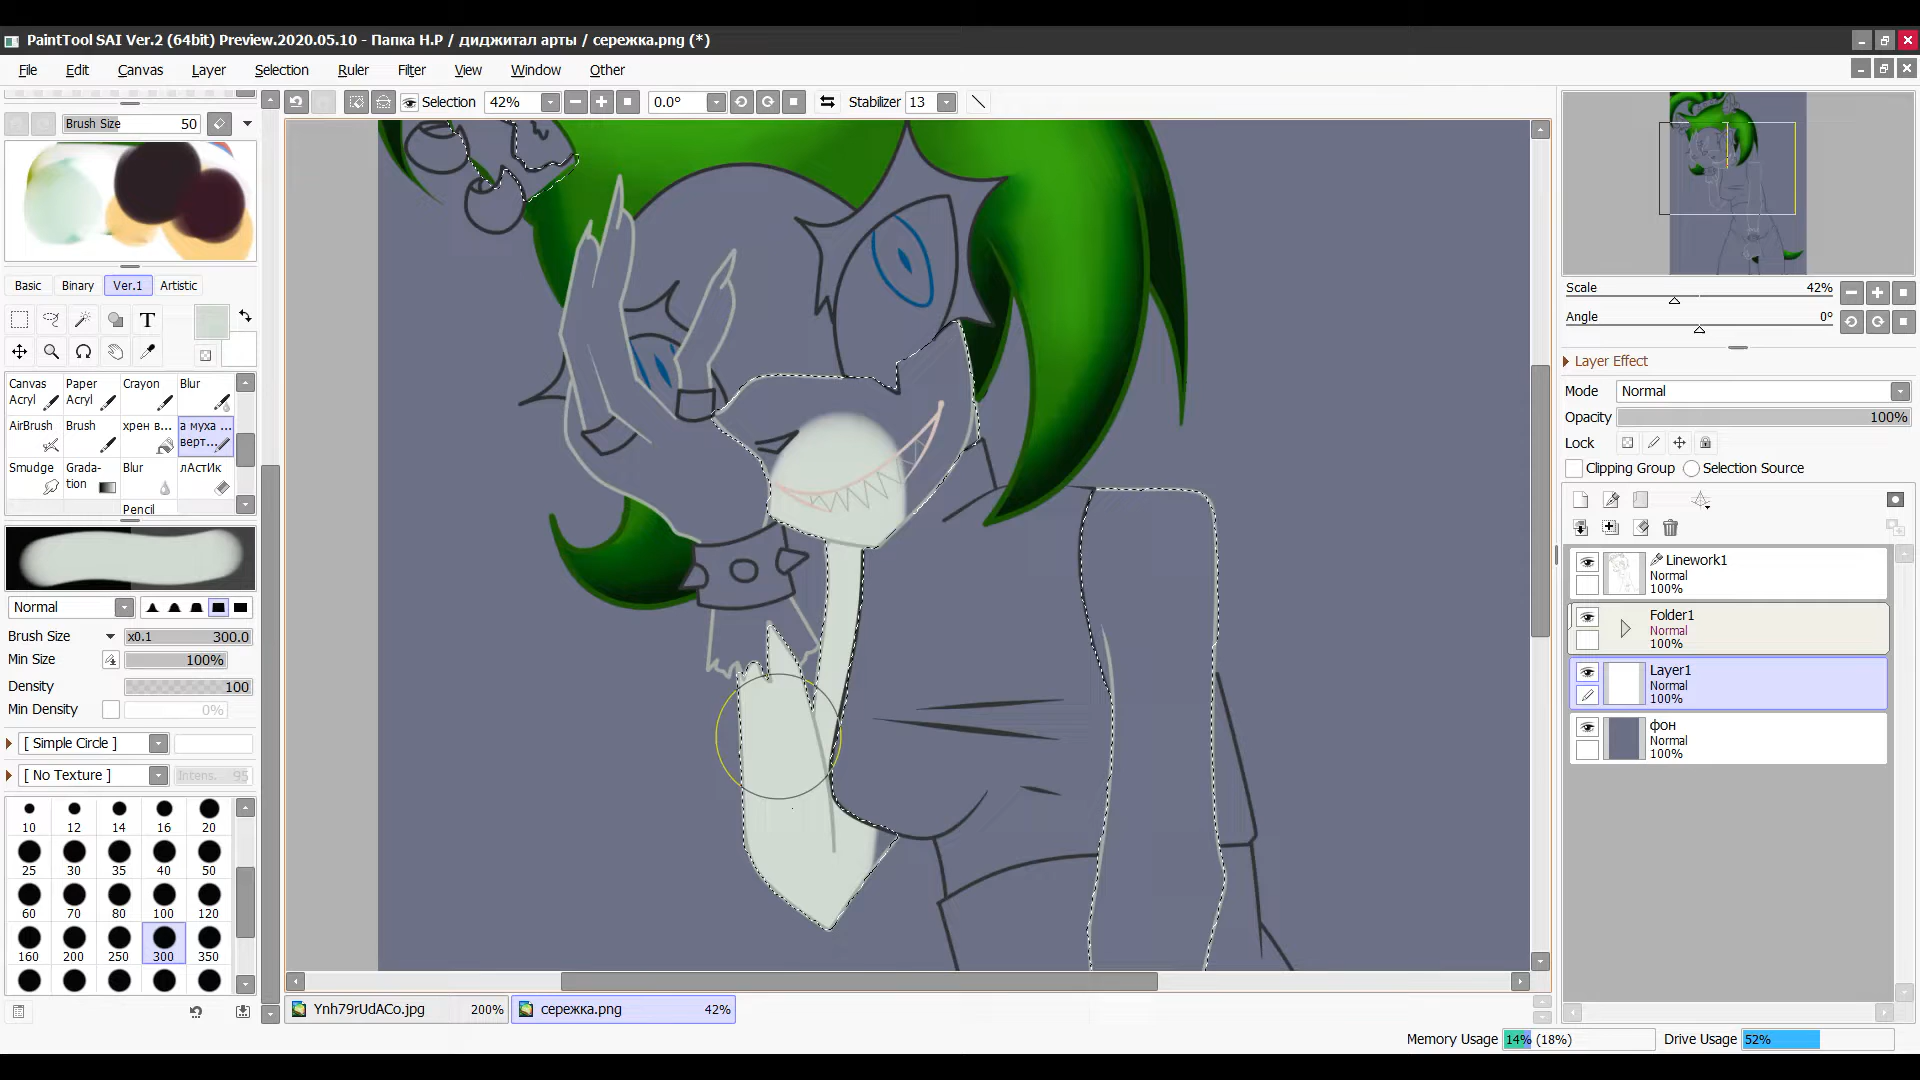 PaintTool SAI Ver.2 (64bit) Preview.2020.05.10 - Папка Н.Р / диджитал арты / сережка.png (*)
File Edit Canvas Layer Selection Ruler Filter View Window Other
Selection 42% 0.0° Stabilizer 13
Brush Size 50
Basic Binary Ver.1 Artistic
T
Canvas Acryl
Paper Acryl
Crayon
Blur
AirBrush
Brush
хрен в...
а муха ... верт...
Smudge
Grada-tion
Blur
лАстИк
Pencil
Normal
Brush Size x0.1 300.0
Min Size 100%
Density 100
Min Density 0%
[ Simple Circle ]
[ No Texture ] Intens. 95
10 12 14 16 20
25 30 35 40 50
60 70 80 100 120
160 200 250 300 350
Ynh79rUdACo.jpg 200%
сережка.png 42%
Scale 42%
Angle 0°
Layer Effect
Mode Normal
Opacity 100%
Lock
Clipping Group Selection Source
Linework1
Normal
100%
Folder1
Normal
100%
Layer1
Normal
100%
фон
Normal
100%
Memory Usage 14% (18%) Drive Usage 52%